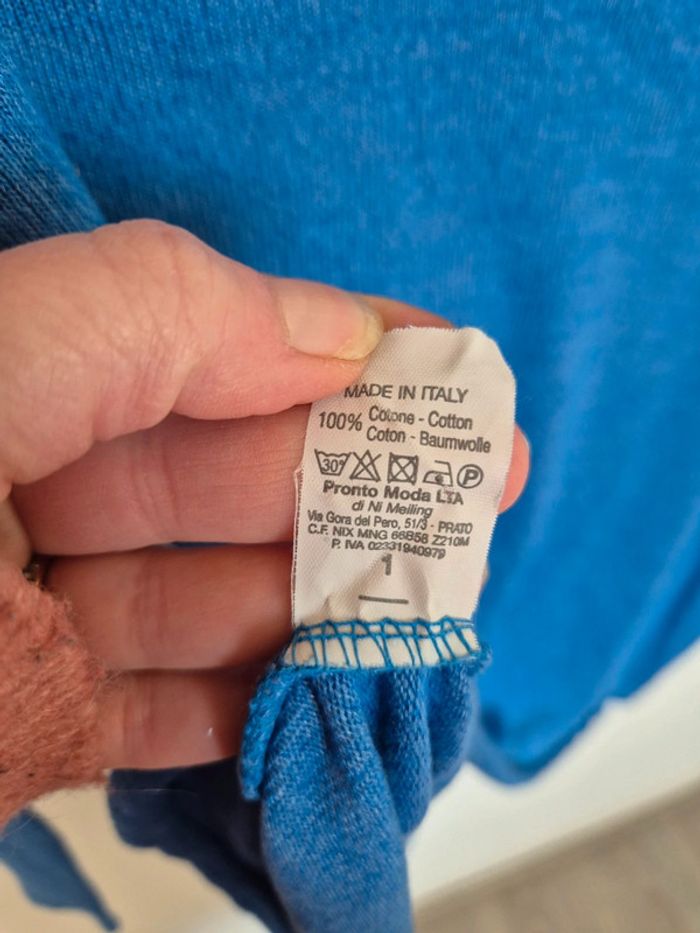 MADE IN ITALY
100% Cotone - Cotton
Coton - Baumwolle
30° P
Pronto Moda LTA
di Ni Meiling
Via Gora del Pero, 51/3 - PRATO
C.F. NIX MNG 66B58 Z210M
P. IVA 02331940979
1